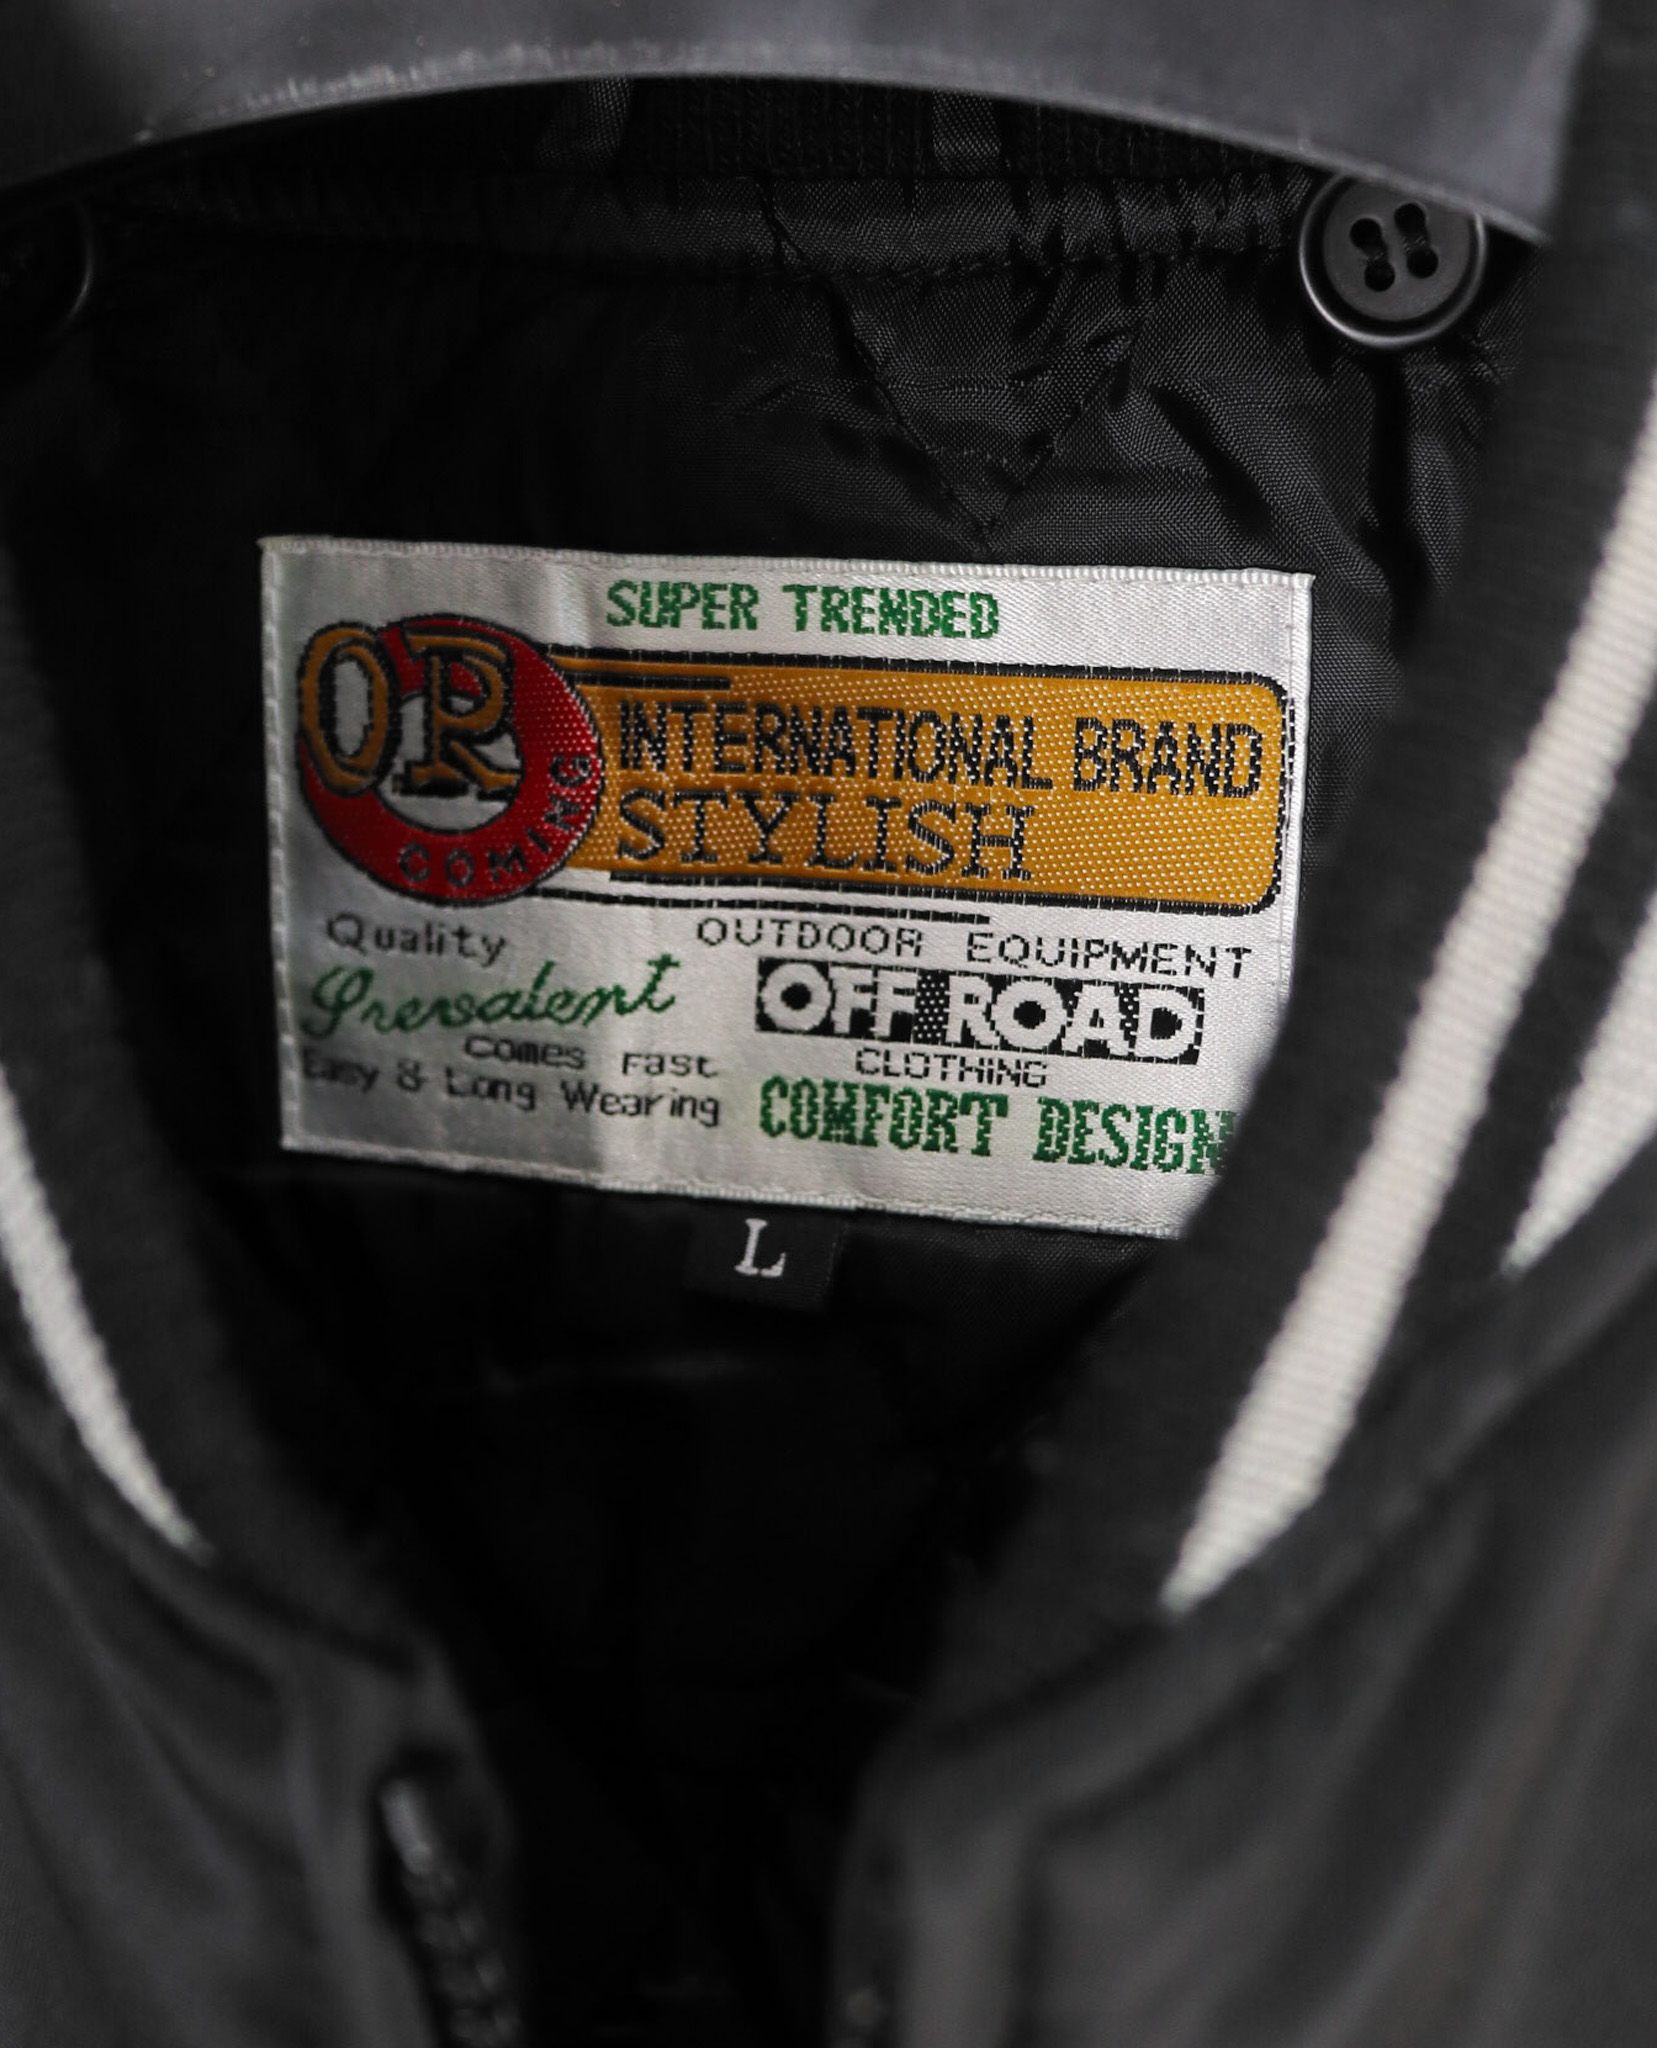 SUPER TRENDED
OR
COMING
INTERNATIONAL BRAND
STYLISH
Quality
Prevalent
comes Fast
Easy & Long Wearing
OUTDOOR EQUIPMENT
OFF ROAD
CLOTHING
COMFORT DESIGN
L